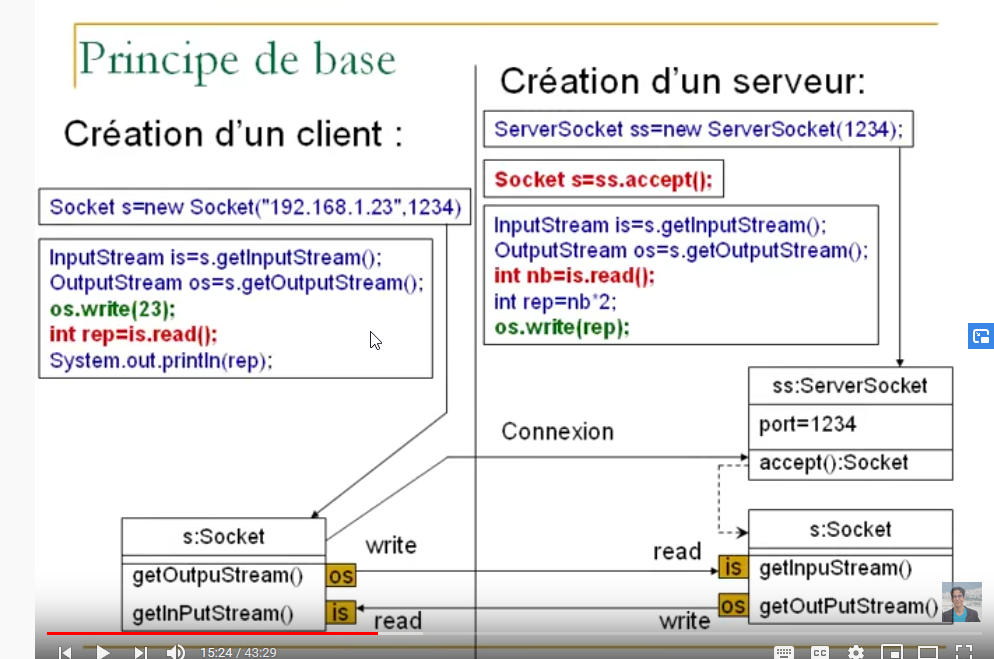 Principe de base
Création d'un client :
Socket s=new Socket("192.168.1.23",1234)
InputStream is=s.getInputStream();
OutputStream os=s.getOutputStream();
os.write(23);
int rep=is.read();
System.out.println(rep);
Création d'un serveur:
ServerSocket ss=new ServerSocket(1234);
Socket s=ss.accept();
InputStream is=s.getInputStream();
OutputStream os=s.getOutputStream();
int nb=is.read();
int rep=nb*2;
os.write(rep);
ss:ServerSocket
port=1234
accept():Socket
Connexion
s:Socket
getOutpuStream()
getInPutStream()
os
is
write
read
read
write
is
os
s:Socket
getInpuStream()
getOutPutStream()
15:24 / 43:29
CC